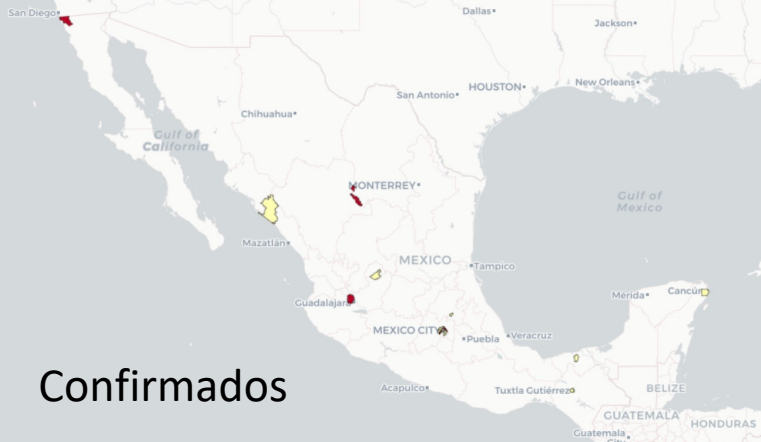 San Diego
Dallas
Jackson
HOUSTON
New Orleans
San Antonio
Chihuahua
Gulf of
California
MONTERREY
Gulf of
Mexico
Mazatlán
MEXICO
Tampico
Guadalajara
Mérida
Cancún
MEXICO CITY
Puebla
Veracruz
Confirmados
Acapulco
Tuxtla Gutiérrez
BELIZE
GUATEMALA
HONDURAS
Guatemala
City